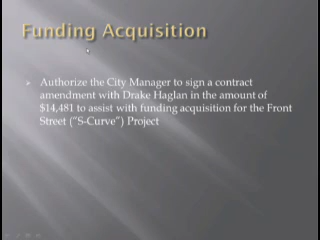 Funding Acquisition
Authorize the City Manager to sign a contract
amendment with Drake Haglan in the amount of
$14,481 to assist with funding acquisition for the Front
Street ("S-Curve") Project